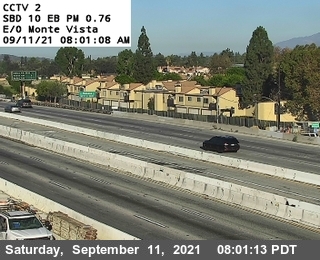 CCTV 2
SBD 10 EB PM 0.76
E/O Monte Vista
09/11/21 08:01:08 AM
Saturday, September 11, 2021 08:01:13 PDT